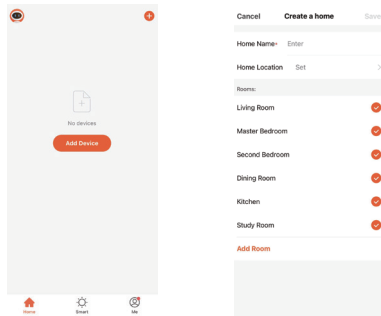 No devices
Add Device
Home
Smart
Me
Cancel
Create a home
Save
Home Name*
Enter
Home Location
Set
Rooms:
Living Room
Master Bedroom
Second Bedroom
Dining Room
Kitchen
Study Room
Add Room